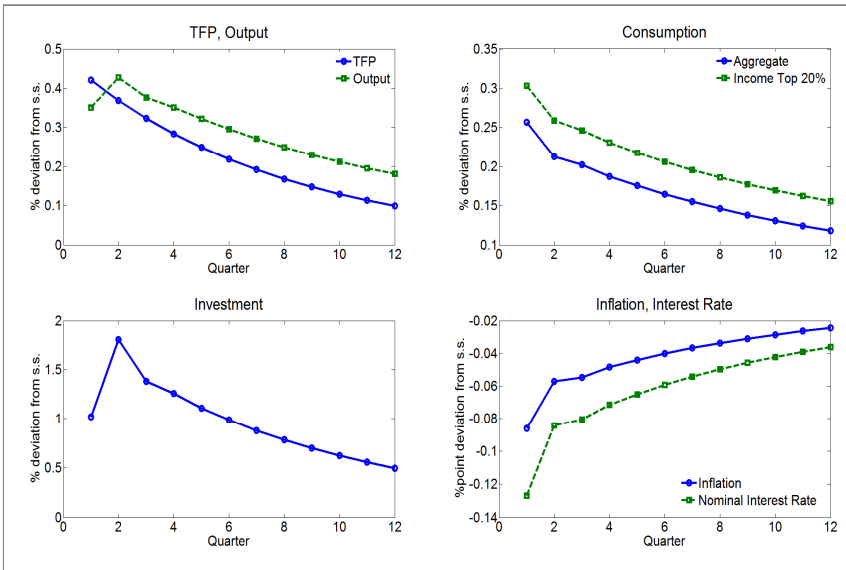 TFP, Output
0.5
0.4
0.3
0.2
0.1
0
% deviation from s.s.
TFP
Output
0 2 4 6 8 10 12
Quarter
Consumption
0.35
0.3
0.25
0.2
0.15
0.1
% deviation from s.s.
Aggregate
Income Top 20%
0 2 4 6 8 10 12
Quarter
Investment
2
1.5
1
0.5
0
% deviation from s.s.
0 2 4 6 8 10 12
Quarter
Inflation, Interest Rate
-0.02
-0.04
-0.06
-0.08
-0.1
-0.12
-0.14
%point deviation from s.s.
Inflation
Nominal Interest Rate
0 2 4 6 8 10 12
Quarter